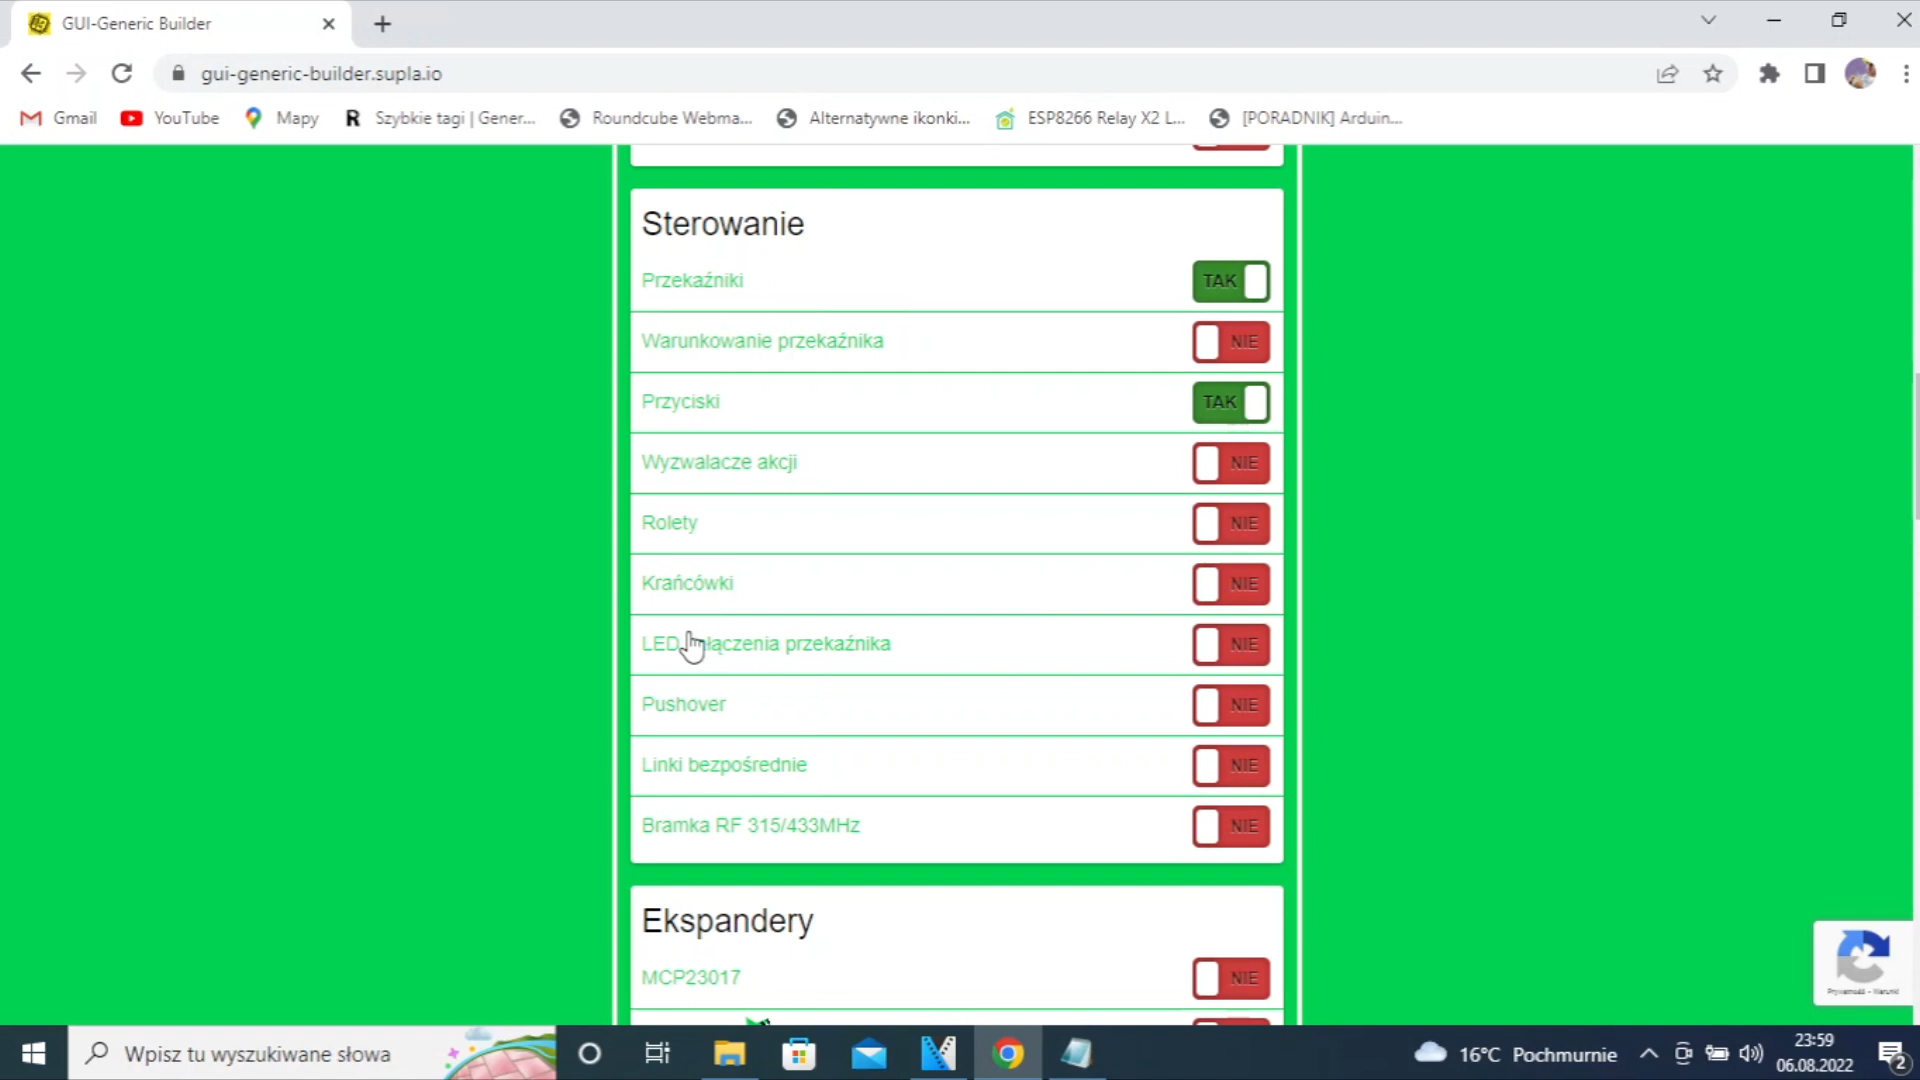 GUI-Generic Builder
gui-generic-builder.supla.io
Gmail
YouTube
Mapy
R Szybkie tagi | Gener...
Roundcube Webma...
Alternatywne ikonki...
ESP8266 Relay X2 L...
[PORADNIK] Arduin...
Sterowanie
Przekaźniki TAK
Warunkowanie przekaźnika NIE
Przyciski TAK
Wyzwalacze akcji NIE
Rolety NIE
Krańcówki NIE
LED łączenia przekaźnika NIE
Pushover NIE
Linki bezpośrednie NIE
Bramka RF 315/433MHz NIE
Ekspandery
MCP23017 NIE
Prywatność - Warunki
Wpisz tu wyszukiwane słowa
16°C Pochmurnie
23:59
06.08.2022
2